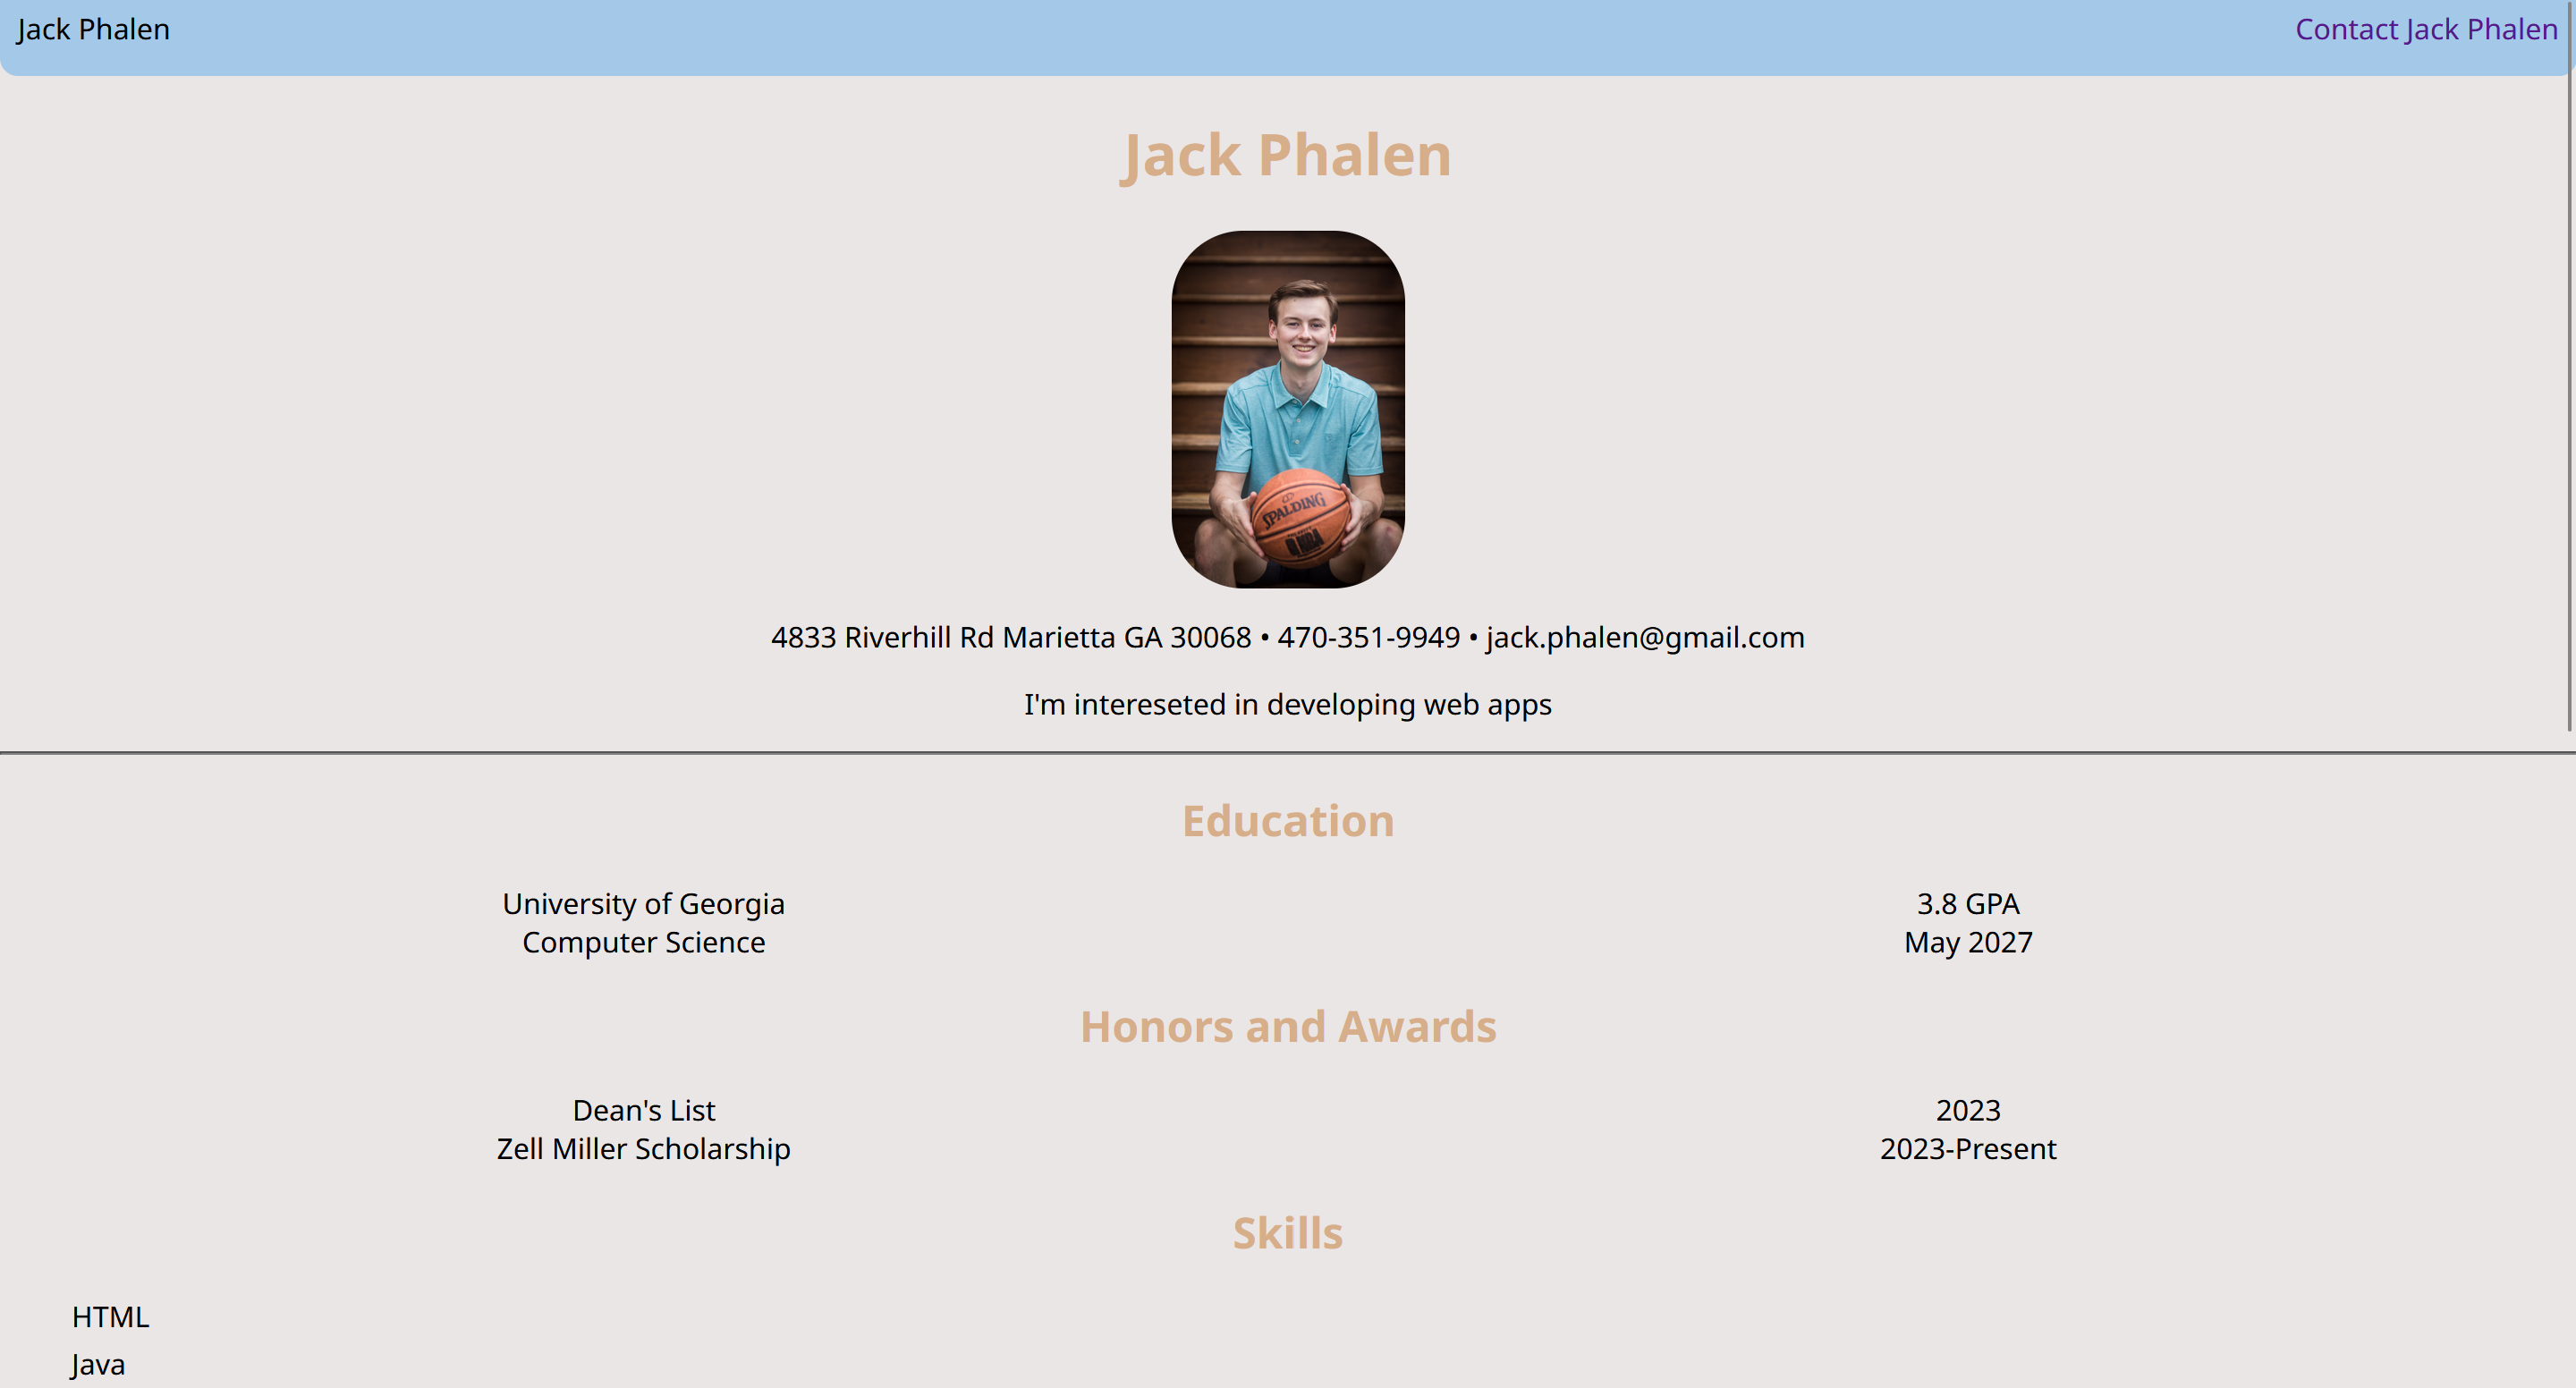 Jack Phalen
Contact Jack Phalen
Jack Phalen
SPALDING
NBA
4833 Riverhill Rd Marietta GA 30068 • 470-351-9949 • jack.phalen@gmail.com
I'm intereseted in developing web apps
Education
University of Georgia 3.8 GPA
Computer Science May 2027
Honors and Awards
Dean's List 2023
Zell Miller Scholarship 2023-Present
Skills
HTML
Java